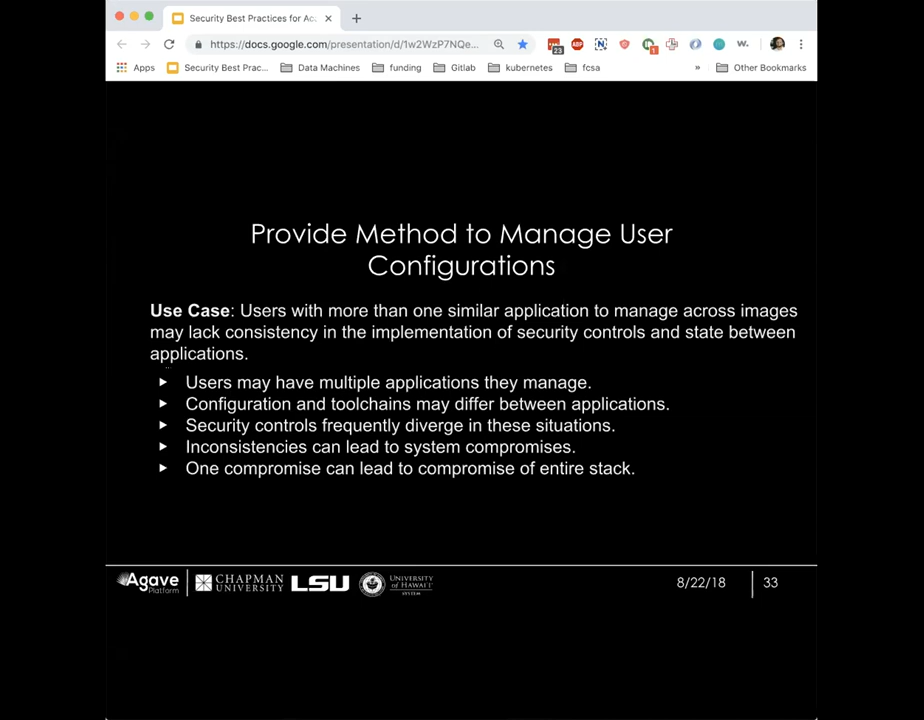 Security Best Practices for Ac
https://docs.google.com/presentation/d/1w2WzP7NQe...
23
ABP
N
1
w.
Apps
Security Best Prac...
Data Machines
funding
Gitlab
kubernetes
fcsa
»
Other Bookmarks
Provide Method to Manage User
Configurations
Use Case: Users with more than one similar application to manage across images
may lack consistency in the implementation of security controls and state between
applications.
Users may have multiple applications they manage.
Configuration and toolchains may differ between applications.
Security controls frequently diverge in these situations.
Inconsistencies can lead to system compromises.
One compromise can lead to compromise of entire stack.
Agave
Platform
CHAPMAN
UNIVERSITY
LSU
UNIVERSITY
of HAWAI‘I
SYSTEM
8/22/18
33